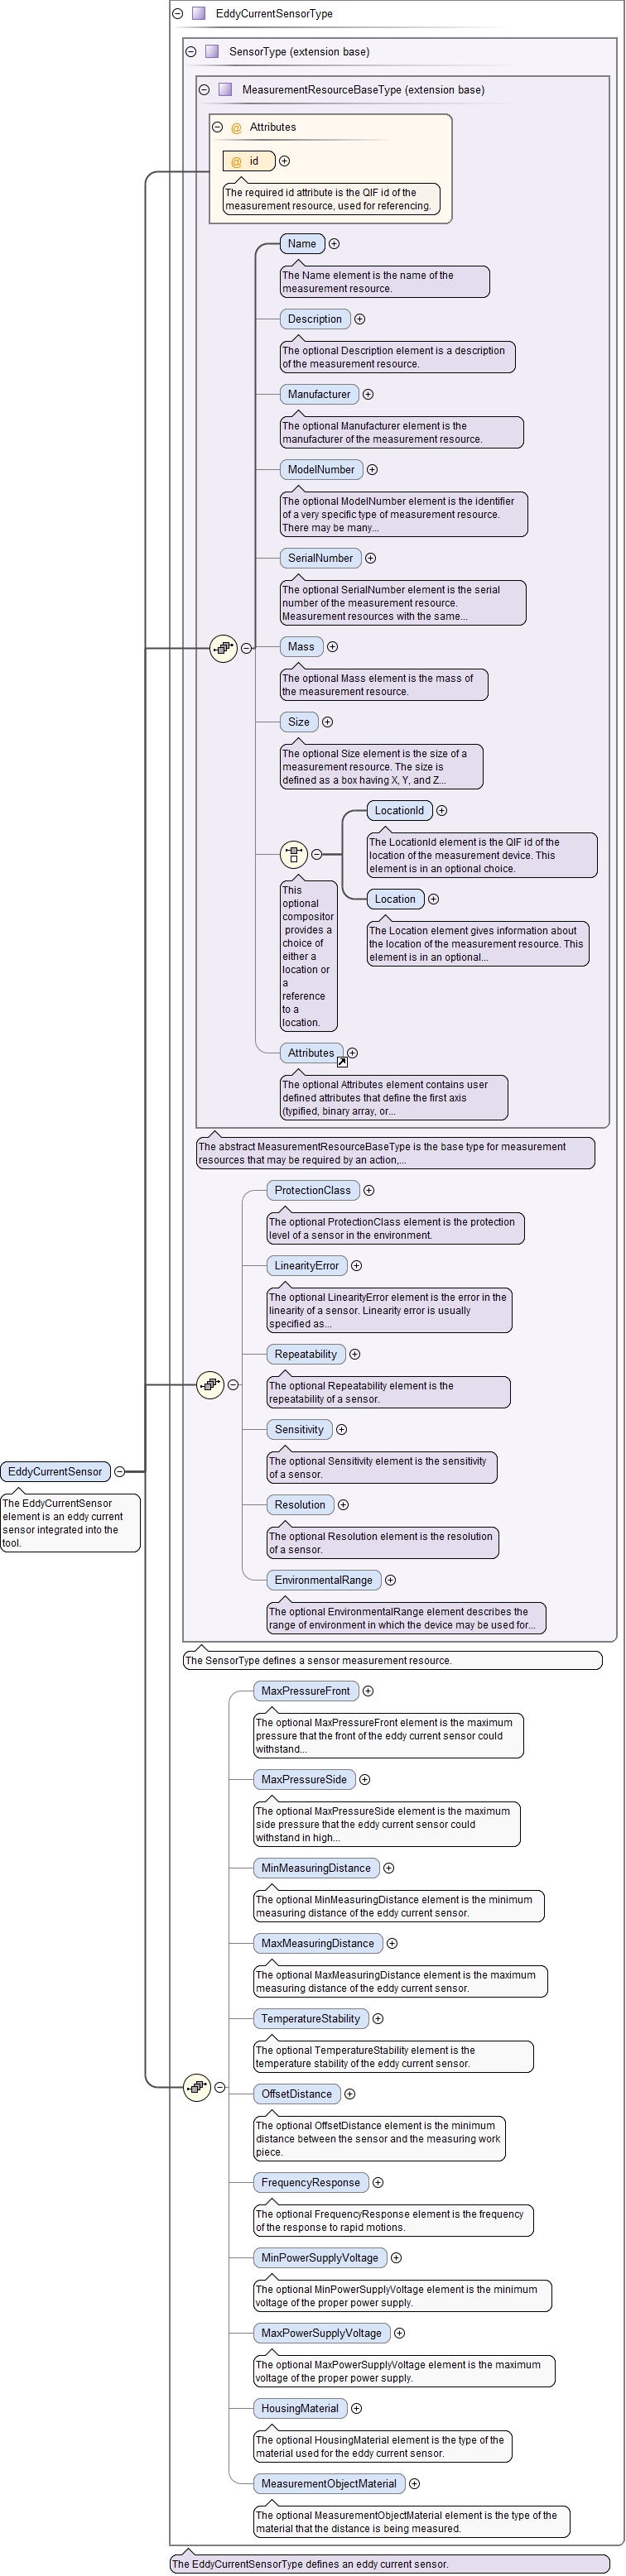 EddyCurrentSensorType
SensorType (extension base)
MeasurementResourceBaseType (extension base)
@ Attributes
@ id
The required id attribute is the QIF id of the
measurement resource, used for referencing.
Name
The Name element is the name of the
measurement resource.
Description
The optional Description element is a description
of the measurement resource.
Manufacturer
The optional Manufacturer element is the
manufacturer of the measurement resource.
ModelNumber
The optional ModelNumber element is the identifier
of a very specific type of measurement resource.
There may be many...
SerialNumber
The optional SerialNumber element is the serial
number of the measurement resource.
Measurement resources with the same...
Mass
The optional Mass element is the mass of
the measurement resource.
Size
The optional Size element is the size of a
measurement resource. The size is
defined as a box having X, Y, and Z...
LocationId
The LocationId element is the QIF id of the
location of the measurement device. This
element is in an optional choice.
Location
The Location element gives information about
the location of the measurement resource. This
element is in an optional...
This
optional
compositor
provides a
choice of
either a
location or
a
reference
to a
location.
Attributes
The optional Attributes element contains user
defined attributes that define the first axis
(typified, binary array, or...
The abstract MeasurementResourceBaseType is the base type for measurement
resources that may be required by an action,...
ProtectionClass
The optional ProtectionClass element is the protection
level of a sensor in the environment.
LinearityError
The optional LinearityError element is the error in the
linearity of a sensor. Linearity error is usually
specified as...
Repeatability
The optional Repeatability element is the
repeatability of a sensor.
Sensitivity
The optional Sensitivity element is the sensitivity
of a sensor.
Resolution
The optional Resolution element is the resolution
of a sensor.
EnvironmentalRange
The optional EnvironmentalRange element describes the
range of environment in which the device may be used for...
EddyCurrentSensor
The EddyCurrentSensor
element is an eddy current
sensor integrated into the
tool.
The SensorType defines a sensor measurement resource.
MaxPressureFront
The optional MaxPressureFront element is the maximum
pressure that the front of the eddy current sensor could
withstand...
MaxPressureSide
The optional MaxPressureSide element is the maximum
side pressure that the eddy current sensor could
withstand in high...
MinMeasuringDistance
The optional MinMeasuringDistance element is the minimum
measuring distance of the eddy current sensor.
MaxMeasuringDistance
The optional MaxMeasuringDistance element is the maximum
measuring distance of the eddy current sensor.
TemperatureStability
The optional TemperatureStability element is the
temperature stability of the eddy current sensor.
OffsetDistance
The optional OffsetDistance element is the minimum
distance between the sensor and the measuring work
piece.
FrequencyResponse
The optional FrequencyResponse element is the frequency
of the response to rapid motions.
MinPowerSupplyVoltage
The optional MinPowerSupplyVoltage element is the minimum
voltage of the proper power supply.
MaxPowerSupplyVoltage
The optional MaxPowerSupplyVoltage element is the maximum
voltage of the proper power supply.
HousingMaterial
The optional HousingMaterial element is the type of the
material used for the eddy current sensor.
MeasurementObjectMaterial
The optional MeasurementObjectMaterial element is the type of the
material that the distance is being measured.
The EddyCurrentSensorType defines an eddy current sensor.